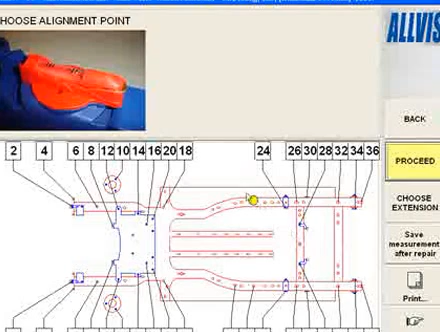 HOOSE ALIGNMENT POINT
ALLVIS
BACK
2 4 6 8 12 10 14 16 20 18 24 26 30 28 32 34 36
PROCEED
CHOOSE
EXTENSION
Save
measurement
after repair
Print...